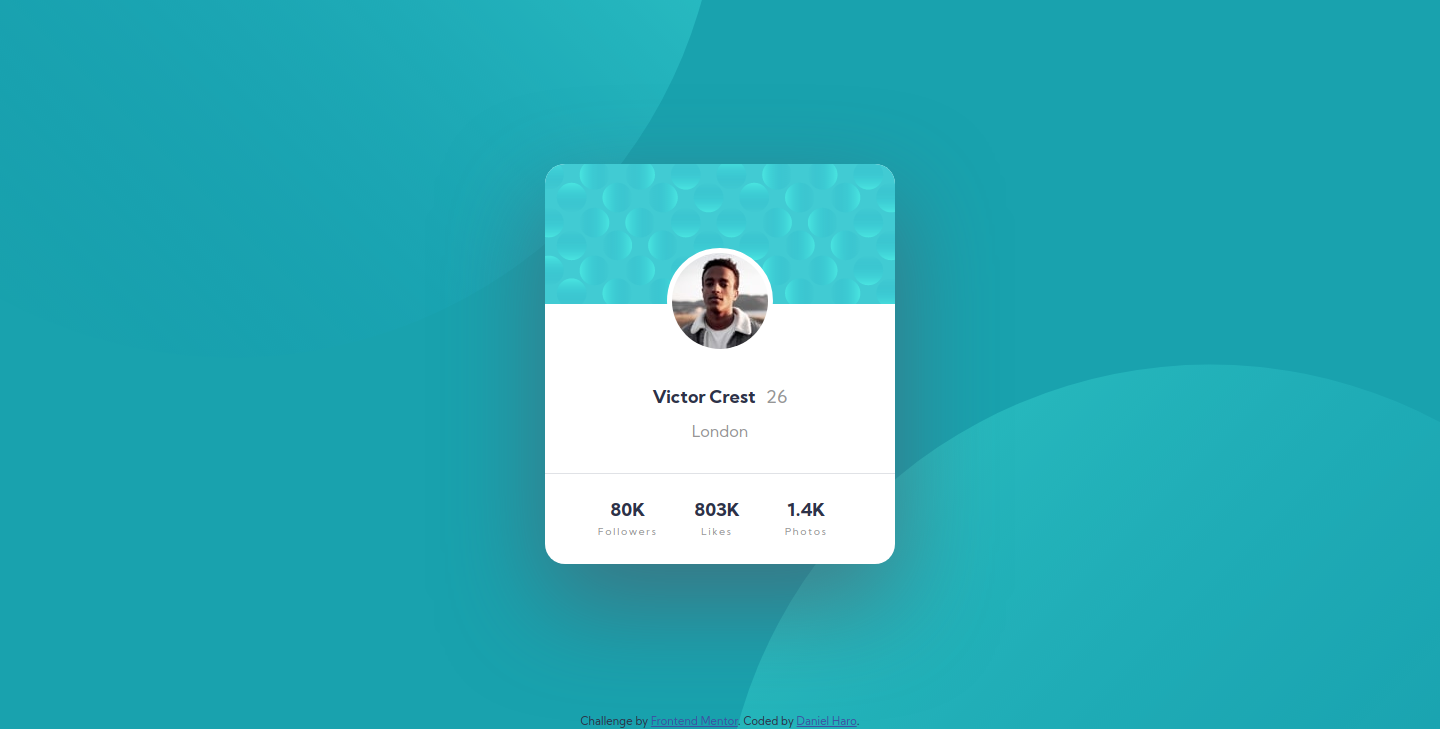 Victor Crest 26
London
80K 803K 1.4K
Followers Likes Photos
Challenge by Frontend Mentor. Coded by Daniel Haro.